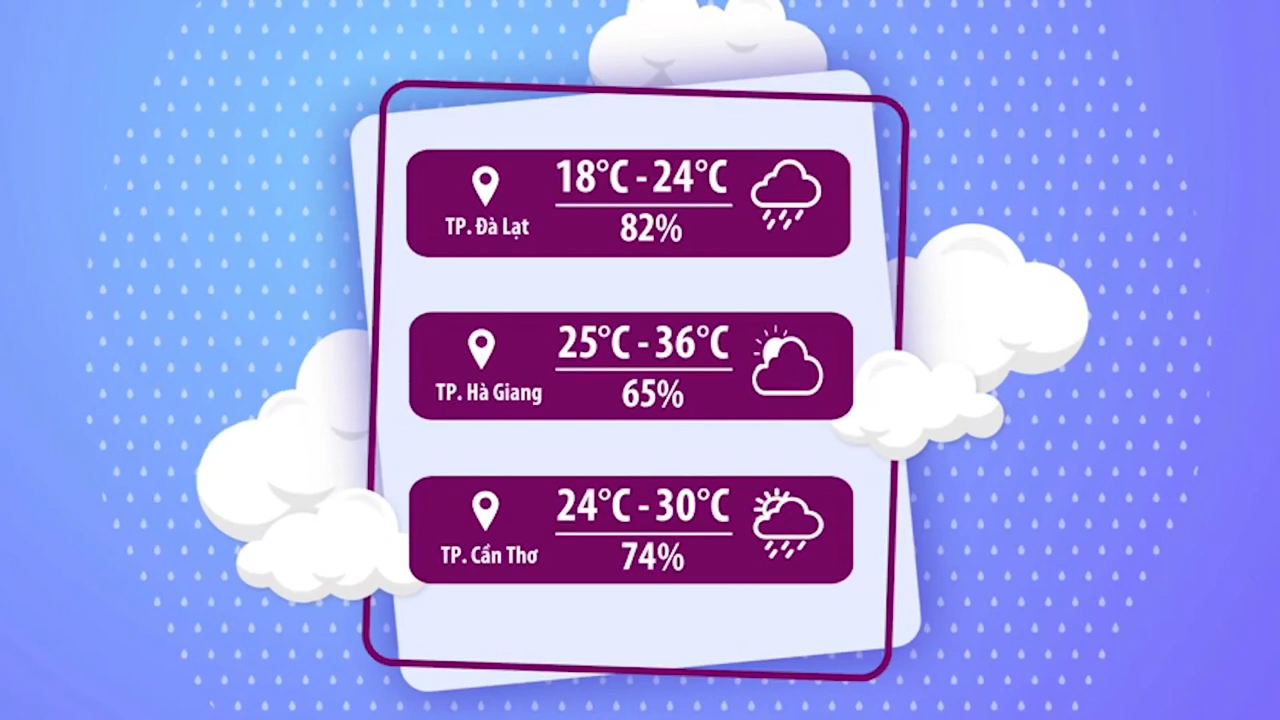 18°C - 24°C
TP. Đà Lạt
82%
25°C - 36°C
TP. Hà Giang
65%
24°C - 30°C
TP. Cần Thơ
74%